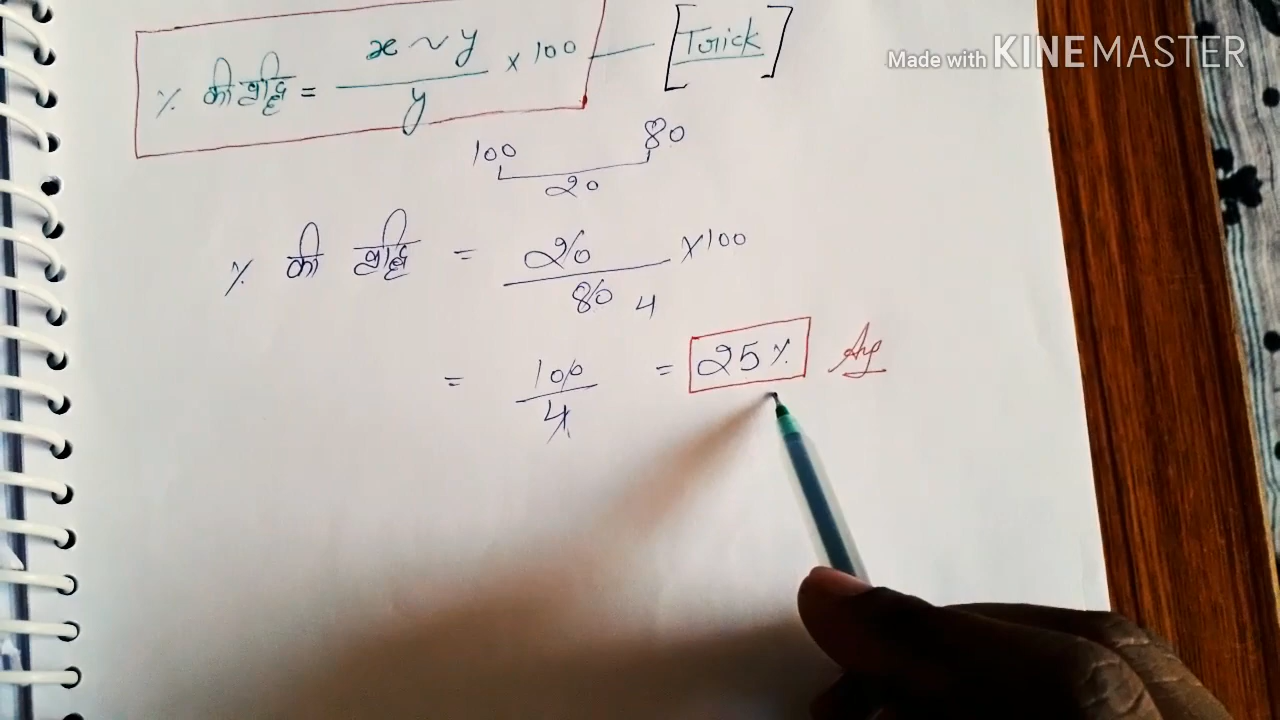 % की वृद्धि = x ~ y / y × 100 — [Trick]
Made with KINEMASTER
100 80
20
% की वृद्धि = 20 / 80 × 100
4
= 100 / 4 = 25% Ans